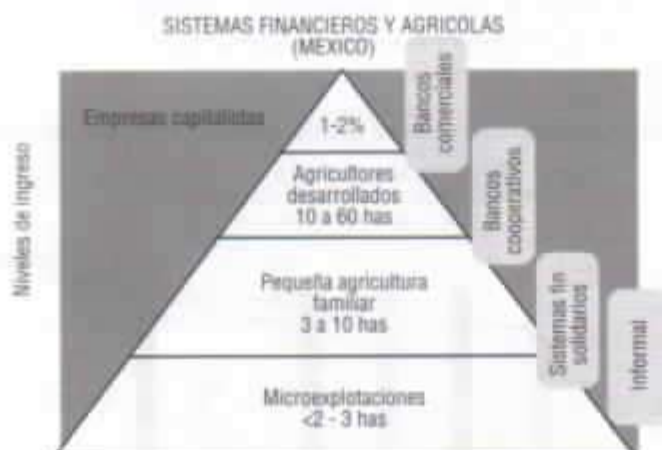 SISTEMAS FINANCIEROS Y AGRICOLAS
(MEXICO)
Niveles de ingreso
Empresas capitalistas
1-2%
Bancos
comerciales
Agricultores
desarrollados
10 a 60 has
Bancos
cooperativos
Pequeña agricultura
familiar
3 a 10 has
Sistemas fin
solidarios
Microexplotaciones
<2 - 3 has
Informal